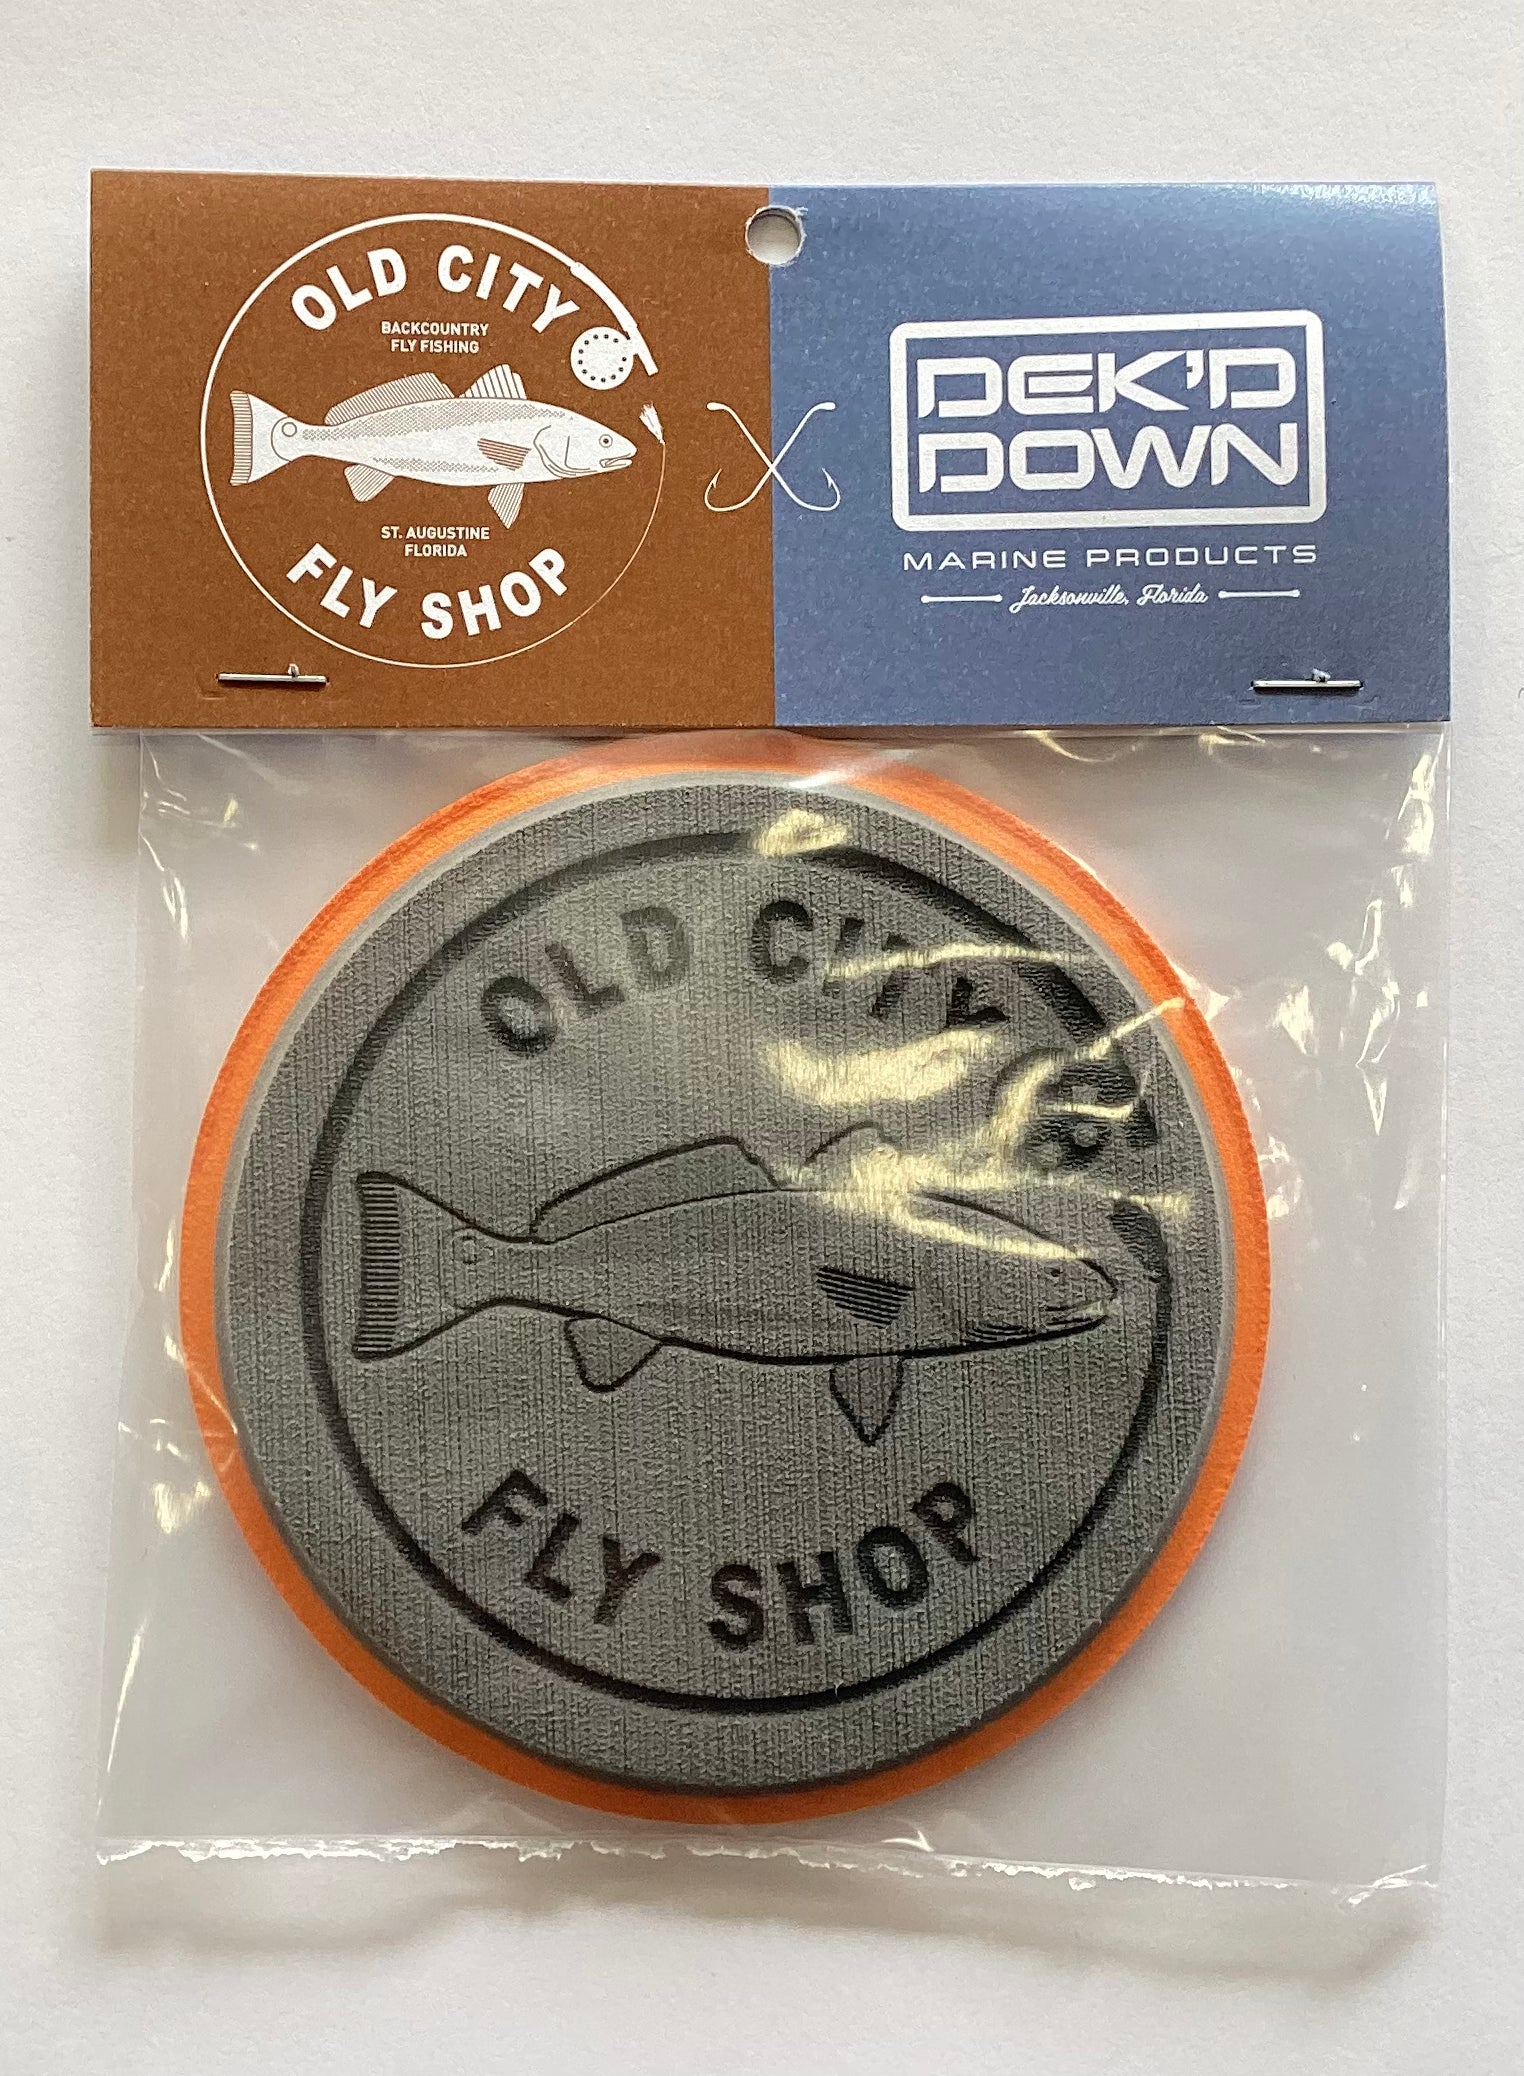 OLD CITY
BACKCOUNTRY
FLY FISHING
ST. AUGUSTINE
FLORIDA
FLY SHOP
DEK'D
DOWN
MARINE PRODUCTS
Jacksonville, Florida
OLD CITY
FLY SHOP